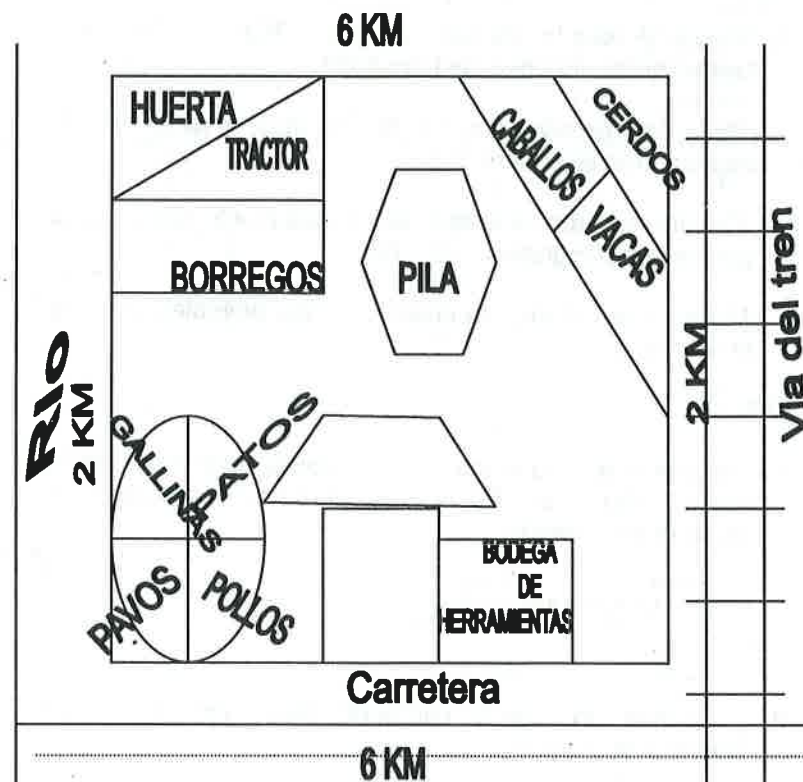 6 KM
HUERTA
TRACTOR
CABALLOS
CERDOS
VACAS
BORREGOS
PILA
RIo
2 KM
2 KM
Vla del tren
GALLINAS
PATOS
PAVOS
POLLOS
BODEGA
DE
HERRAMIENTAS
Carretera
6 KM